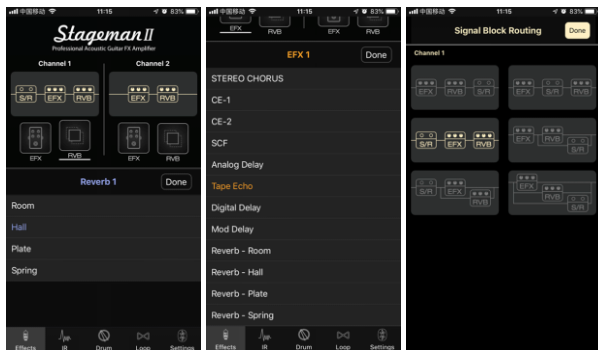 中国移动 11:15 83%
Stageman II
Professional Acoustic Guitar FX Amplifier
Channel 1 Channel 2
S/R EFX RVB EFX RVB
EFX RVB EFX RVB
Reverb 1 Done
Room
Hall
Plate
Spring
Effects IR Drum Loop Settings
中国移动 11:15 83%
EFX RVB EFX RVB
EFX 1 Done
STEREO CHORUS
CE-1
CE-2
SCF
Analog Delay
Tape Echo
Digital Delay
Mod Delay
Reverb - Room
Reverb - Hall
Reverb - Plate
Reverb - Spring
Effects IR Drum Loop Settings
中国移动 11:15 83%
Signal Block Routing Done
Channel 1
EFX RVB S/R EFX S/R RVB
S/R EFX RVB EFX RVB S/R
S/R EFX RVB EFX RVB S/R